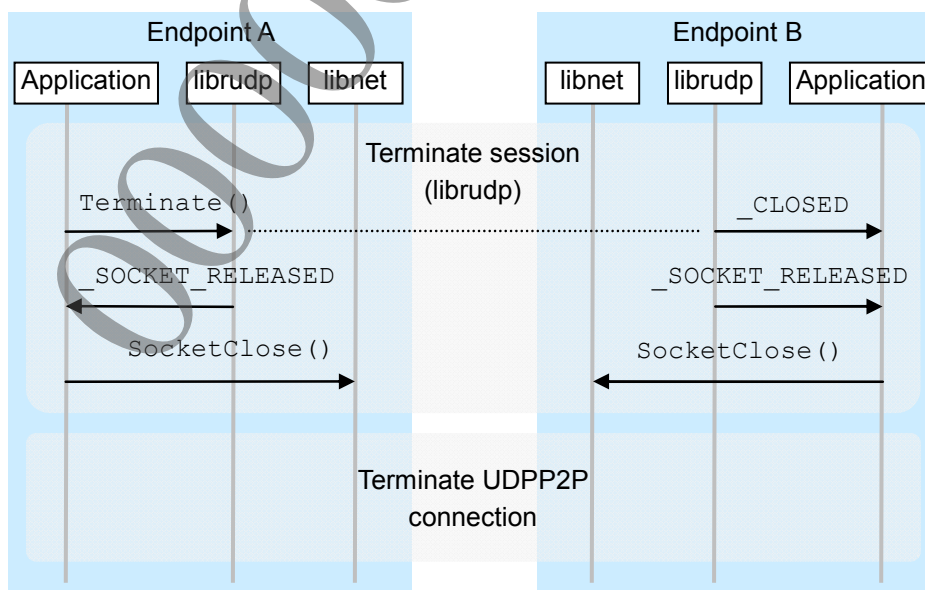 Endpoint A
Endpoint B
Application librudp libnet
libnet librudp Application
Terminate session
(librudp)
Terminate()
_CLOSED
_SOCKET_RELEASED
_SOCKET_RELEASED
SocketClose()
SocketClose()
Terminate UDPP2P
connection